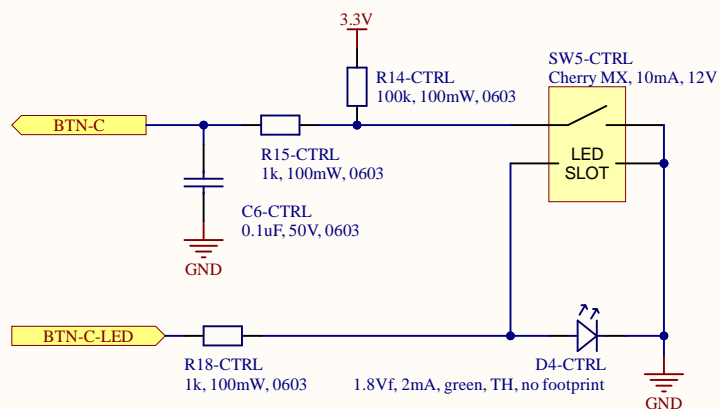 3.3V
SW5-CTRL
Cherry MX, 10mA, 12V
R14-CTRL
100k, 100mW, 0603
BTN-C
R15-CTRL
1k, 100mW, 0603
LED
SLOT
C6-CTRL
0.1uF, 50V, 0603
GND
BTN-C-LED
R18-CTRL
1k, 100mW, 0603
D4-CTRL
1.8Vf, 2mA, green, TH, no footprint
GND